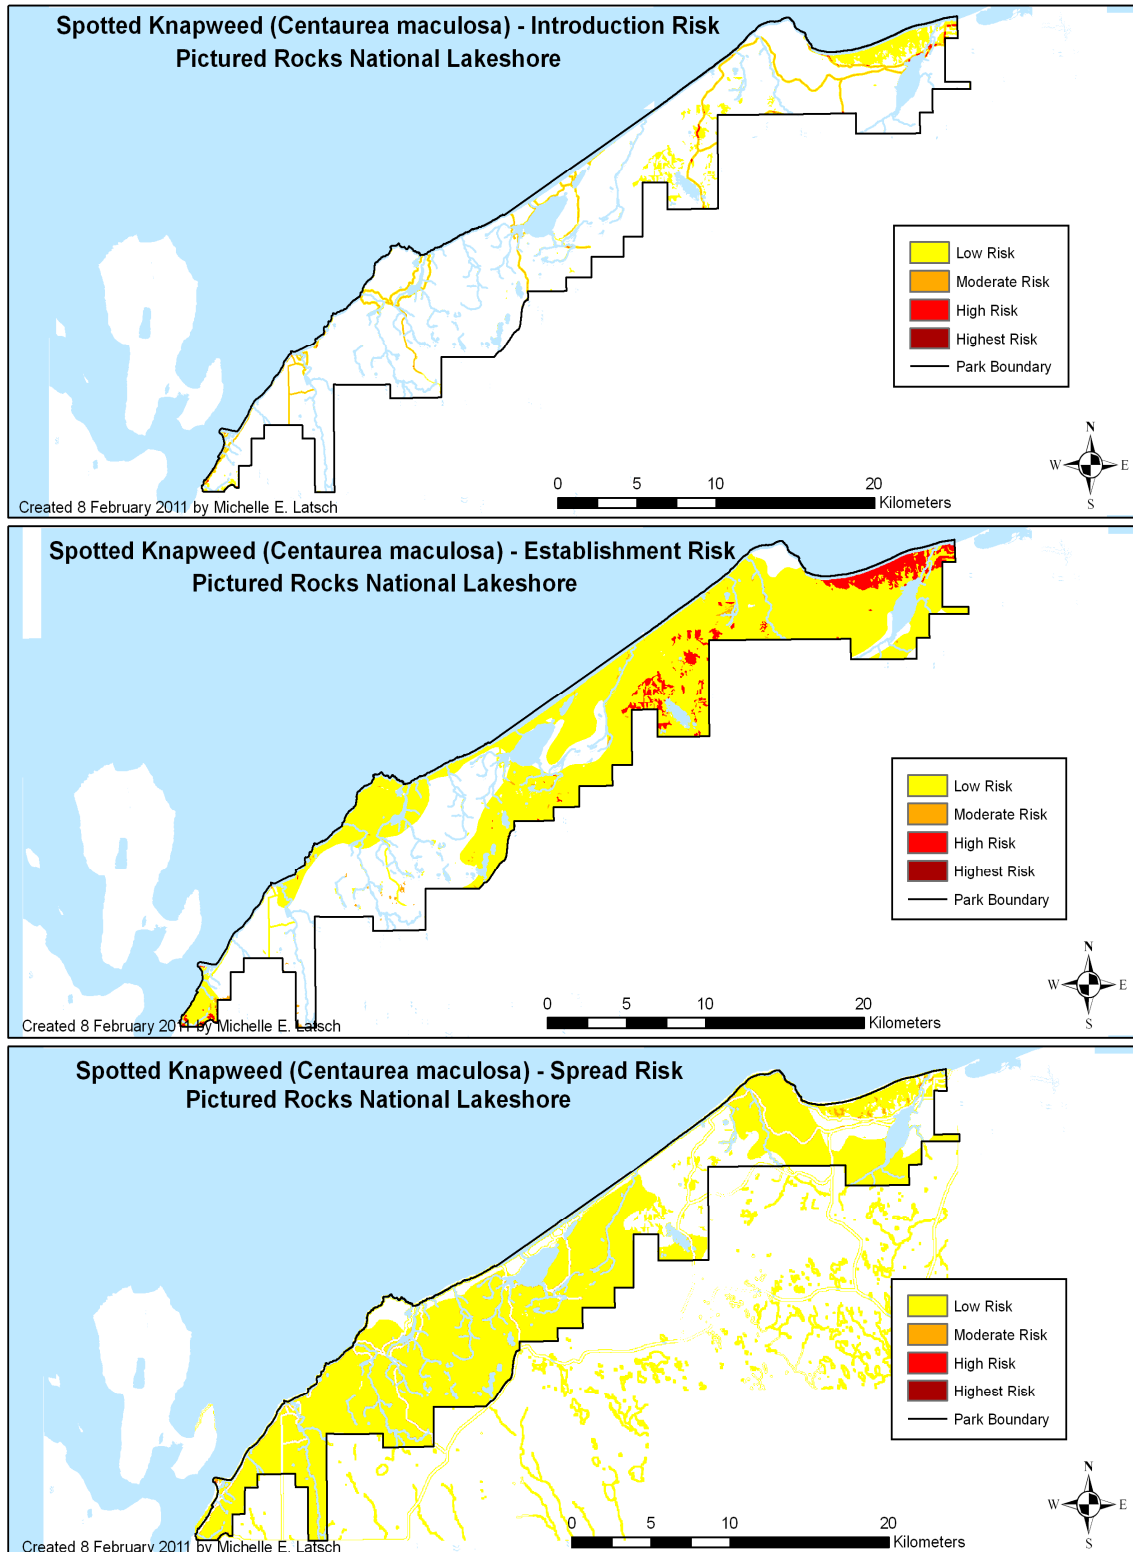 Spotted Knapweed (Centaurea maculosa) - Introduction Risk
Pictured Rocks National Lakeshore
Low Risk
Moderate Risk
High Risk
Highest Risk
Park Boundary
N
W E
S
0 5 10 20
Kilometers
Created 8 February 2011 by Michelle E. Latsch
Spotted Knapweed (Centaurea maculosa) - Establishment Risk
Pictured Rocks National Lakeshore
Low Risk
Moderate Risk
High Risk
Highest Risk
Park Boundary
N
W E
S
0 5 10 20
Kilometers
Created 8 February 2011 by Michelle E. Latsch
Spotted Knapweed (Centaurea maculosa) - Spread Risk
Pictured Rocks National Lakeshore
Low Risk
Moderate Risk
High Risk
Highest Risk
Park Boundary
N
W E
S
0 5 10 20
Kilometers
Created 8 February 2011 by Michelle E. Latsch